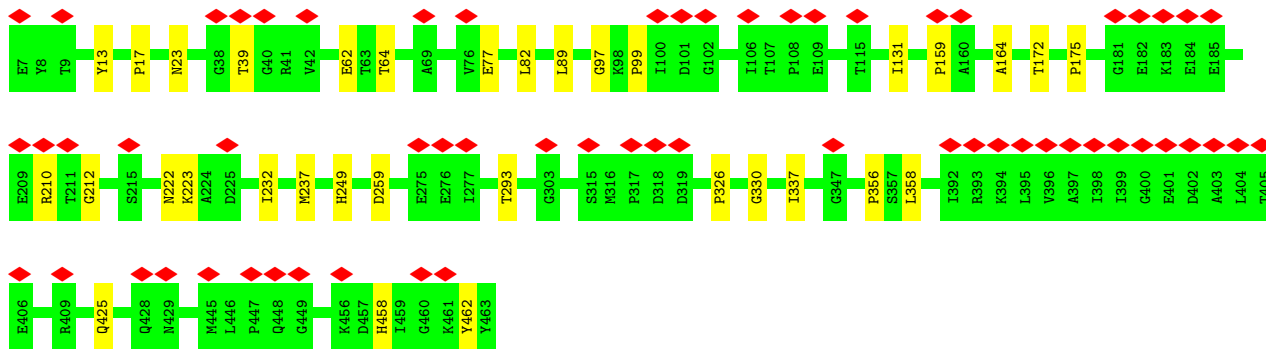 E7 Y8 T9 Y13 P17 N23 G38 T39 G40 R41 V42 E62 T63 T64 A69 V76 E77 L82 L89 G97 K98 P99 I100 D101 G102 I106 T107 P108 E109 T115 I131 P159 A160 A164 T172 P175 G181 E182 K183 E184 E185
E209 R210 T211 G212 S215 N222 K223 A224 D225 I232 M237 H249 D259 E275 E276 I277 T293 G303 S315 M316 P317 D318 D319 P326 G330 I337 G347 P356 S357 L358 I392 R393 K394 L395 V396 A397 I398 I399 G400 E401 D402 A403 L404 T405
E406 R409 Q425 Q428 N429 M445 L446 P447 Q448 G449 K456 D457 H458 I459 G460 K461 Y462 Y463